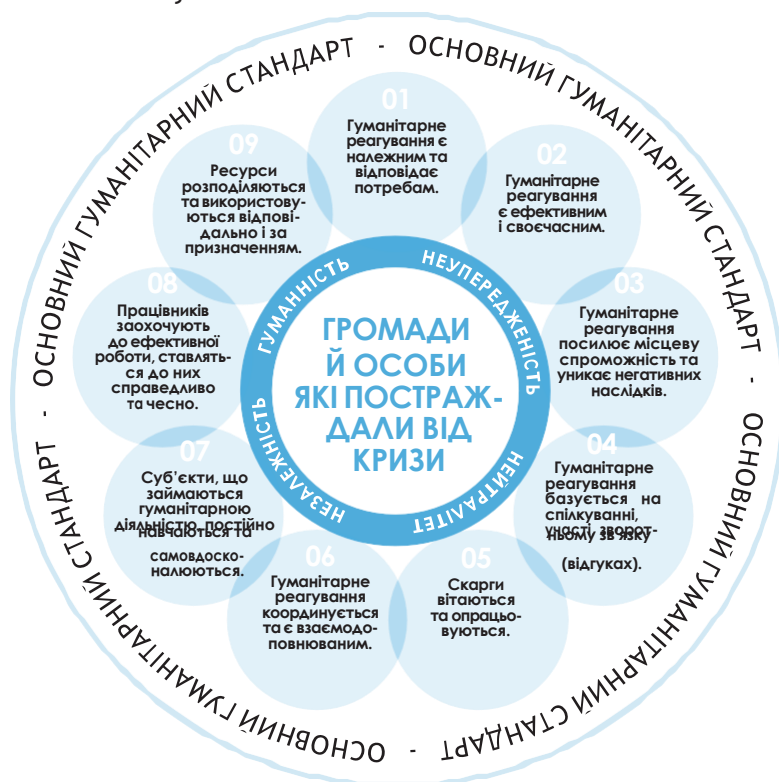 ОСНОВНИЙ ГУМАНІТАРНИЙ СТАНДАРТ - ОСНОВНИЙ ГУМАНІТАРНИЙ СТАНДАРТ - ОСНОВНИЙ ГУМАНІТАРНИЙ СТАНДАРТ - ОСНОВНИЙ ГУМАНІТАРНИЙ СТАНДАРТ -
01
Гуманітарне
реагування є
належним та
відповідає
потребам.
02
Гуманітарне
реагування
є ефективним
і своєчасним.
03
Гуманітарне
реагування
посилює місцеву
спроможність та
уникає негативних
наслідків.
04
Гуманітарне
реагування
базується на
спілкуванні,
участі, зворот-
ньому зв'язку
(відгуках).
05
Скарги
вітаються
та опрацьо-
вуються.
06
Гуманітарне
реагування
координується
та є взаємодо-
повнюваним.
07
Суб'єкти, що
займаються
гуманітарною
діяльністю, постійно
навчаються та
самовдоско-
налюються.
08
Працівників
заохочують
до ефективної
роботи, ставлять-
ся до них
справедливо
та чесно.
09
Ресурси
розподіляються
та використову-
ються відпові-
дально і за
призначенням.
ГУМАННІСТЬ
НЕУПЕРЕДЖЕНІСТЬ
НЕЙТРАЛІТЕТ
НЕЗАЛЕЖНІСТЬ
ГРОМАДИ
Й ОСОБИ
ЯКІ ПОСТРАЖ-
ДАЛИ ВІД
КРИЗИ